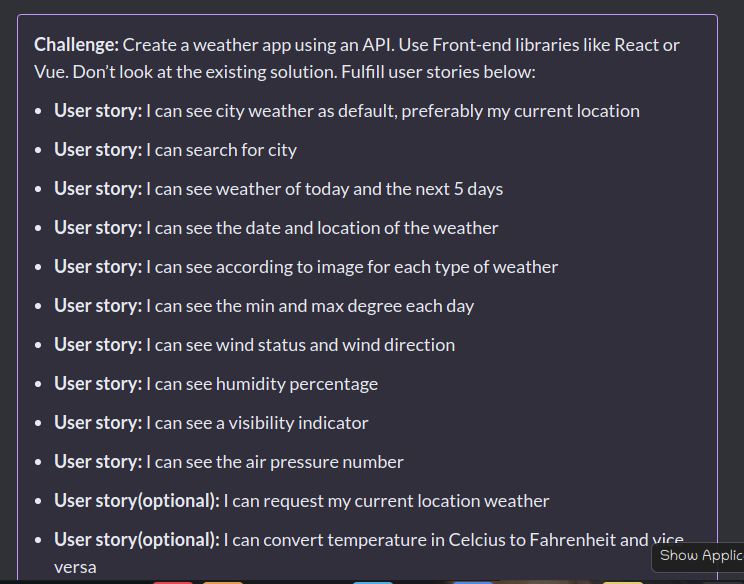 Challenge: Create a weather app using an API. Use Front-end libraries like React or
Vue. Don’t look at the existing solution. Fulfill user stories below:
• User story: I can see city weather as default, preferably my current location
• User story: I can search for city
• User story: I can see weather of today and the next 5 days
• User story: I can see the date and location of the weather
• User story: I can see according to image for each type of weather
• User story: I can see the min and max degree each day
• User story: I can see wind status and wind direction
• User story: I can see humidity percentage
• User story: I can see a visibility indicator
• User story: I can see the air pressure number
• User story(optional): I can request my current location weather
• User story(optional): I can convert temperature in Celcius to Fahrenheit and vice
versa
Show Applic